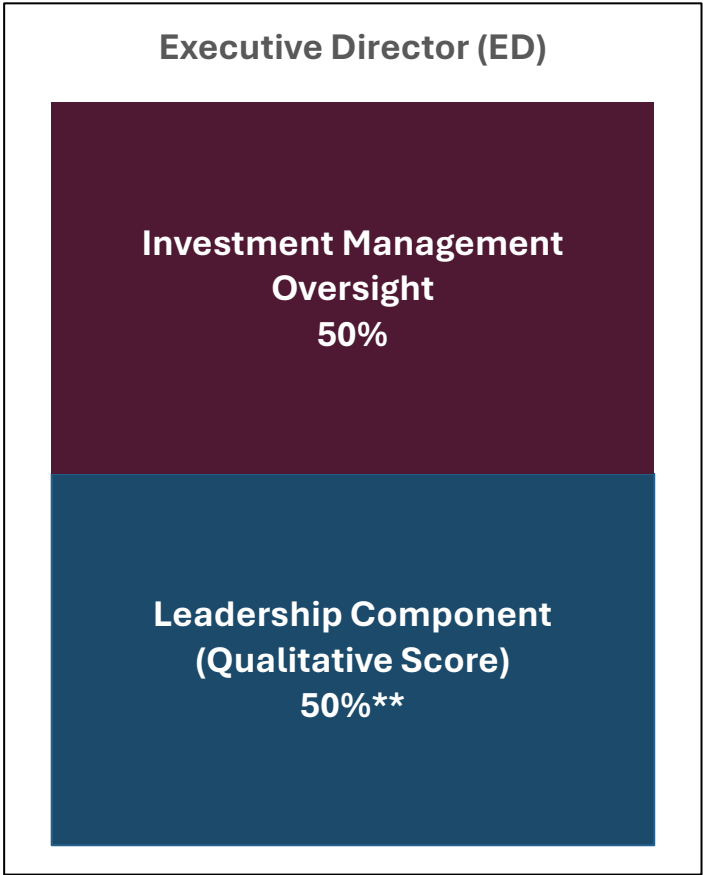 Executive Director (ED)
Investment Management
Oversight
50%
Leadership Component
(Qualitative Score)
50%**